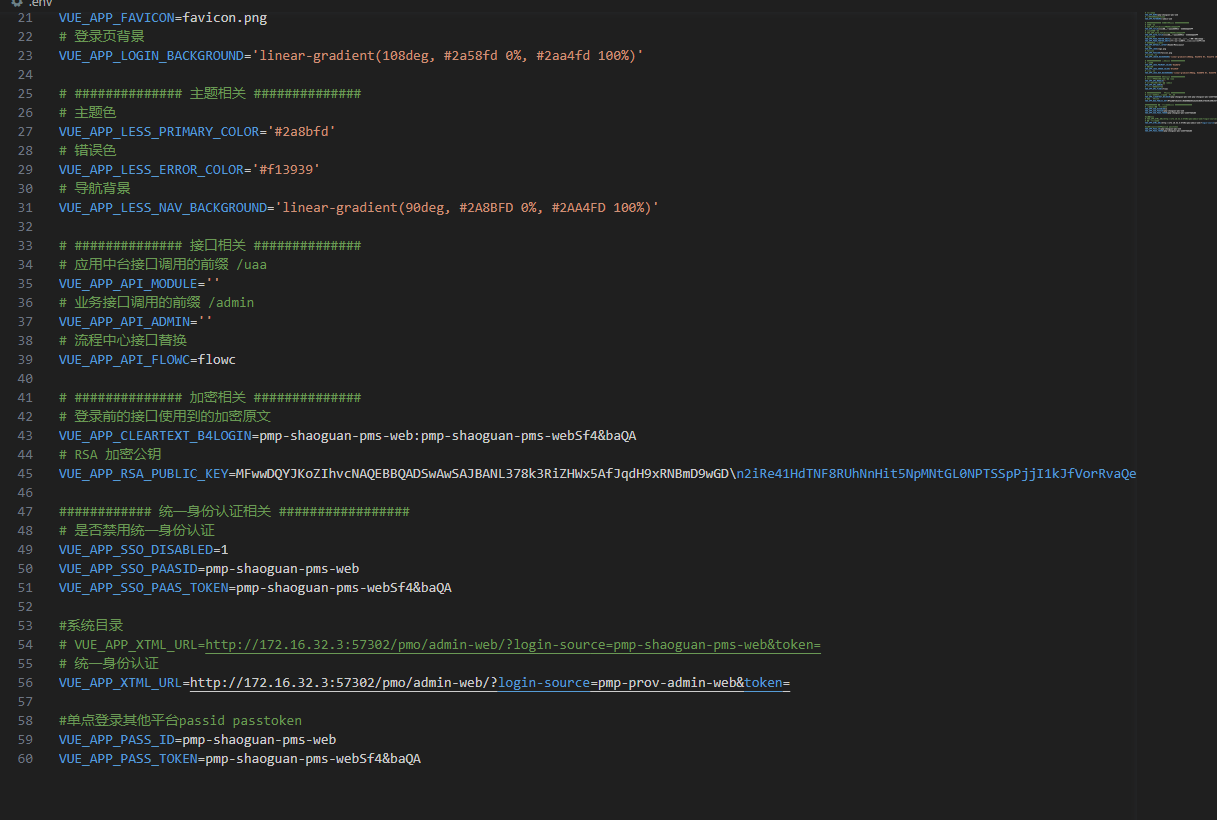 .env
21 VUE_APP_FAVICON=favicon.png
22 # 登录页背景
23 VUE_APP_LOGIN_BACKGROUND='linear-gradient(108deg, #2a58fd 0%, #2aa4fd 100%)'
24
25 # ############## 主题相关 ##############
26 # 主题色
27 VUE_APP_LESS_PRIMARY_COLOR='#2a8bfd'
28 # 错误色
29 VUE_APP_LESS_ERROR_COLOR='#f13939'
30 # 导航背景
31 VUE_APP_LESS_NAV_BACKGROUND='linear-gradient(90deg, #2A8BFD 0%, #2AA4FD 100%)'
32
33 # ############## 接口相关 ##############
34 # 应用中台接口调用的前缀 /uaa
35 VUE_APP_API_MODULE=''
36 # 业务接口调用的前缀 /admin
37 VUE_APP_API_ADMIN=''
38 # 流程中心接口替换
39 VUE_APP_API_FLOWC=flowc
40
41 # ############## 加密相关 ##############
42 # 登录前的接口使用到的加密原文
43 VUE_APP_CLEARTEXT_B4LOGIN=pmp-shaoguan-pms-web:pmp-shaoguan-pms-webSf4&baQA
44 # RSA 加密公钥
45 VUE_APP_RSA_PUBLIC_KEY=MFwwDQYJKoZIhvcNAQEBBQADSwAwSAJBANL378k3RiZHWx5AfJqdH9xRNBmD9wGD\n2iRe41HdTNF8RUhNnHit5NpMNtGL0NPTSSpPjjI1kJfVorRvaQe
46
47 ############ 统一身份认证相关 #################
48 # 是否禁用统一身份认证
49 VUE_APP_SSO_DISABLED=1
50 VUE_APP_SSO_PAASID=pmp-shaoguan-pms-web
51 VUE_APP_SSO_PAAS_TOKEN=pmp-shaoguan-pms-webSf4&baQA
52
53 #系统目录
54 # VUE_APP_XTML_URL=http://172.16.32.3:57302/pmo/admin-web/?login-source=pmp-shaoguan-pms-web&token=
55 # 统一身份认证
56 VUE_APP_XTML_URL=http://172.16.32.3:57302/pmo/admin-web/?login-source=pmp-prov-admin-web&token=
57
58 #单点登录其他平台passid passtoken
59 VUE_APP_PASS_ID=pmp-shaoguan-pms-web
60 VUE_APP_PASS_TOKEN=pmp-shaoguan-pms-webSf4&baQA